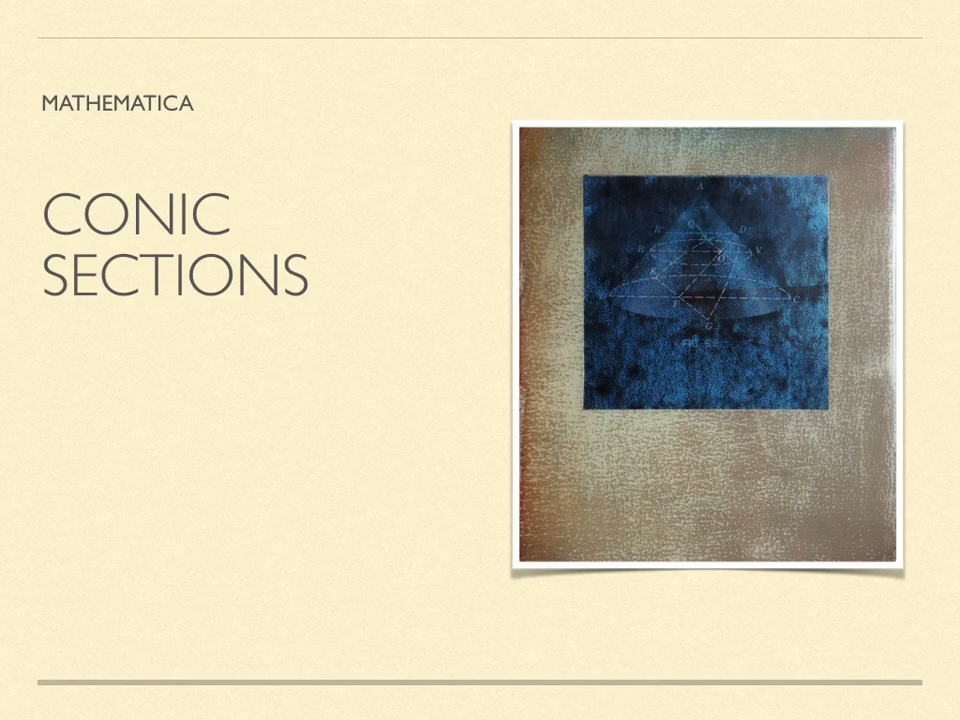 MATHEMATICA
CONIC
SECTIONS
A
Q
R' D
R V
O
E
F C
G